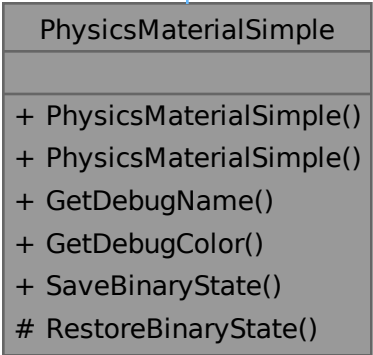 PhysicsMaterialSimple
+ PhysicsMaterialSimple()
+ PhysicsMaterialSimple()
+ GetDebugName()
+ GetDebugColor()
+ SaveBinaryState()
# RestoreBinaryState()